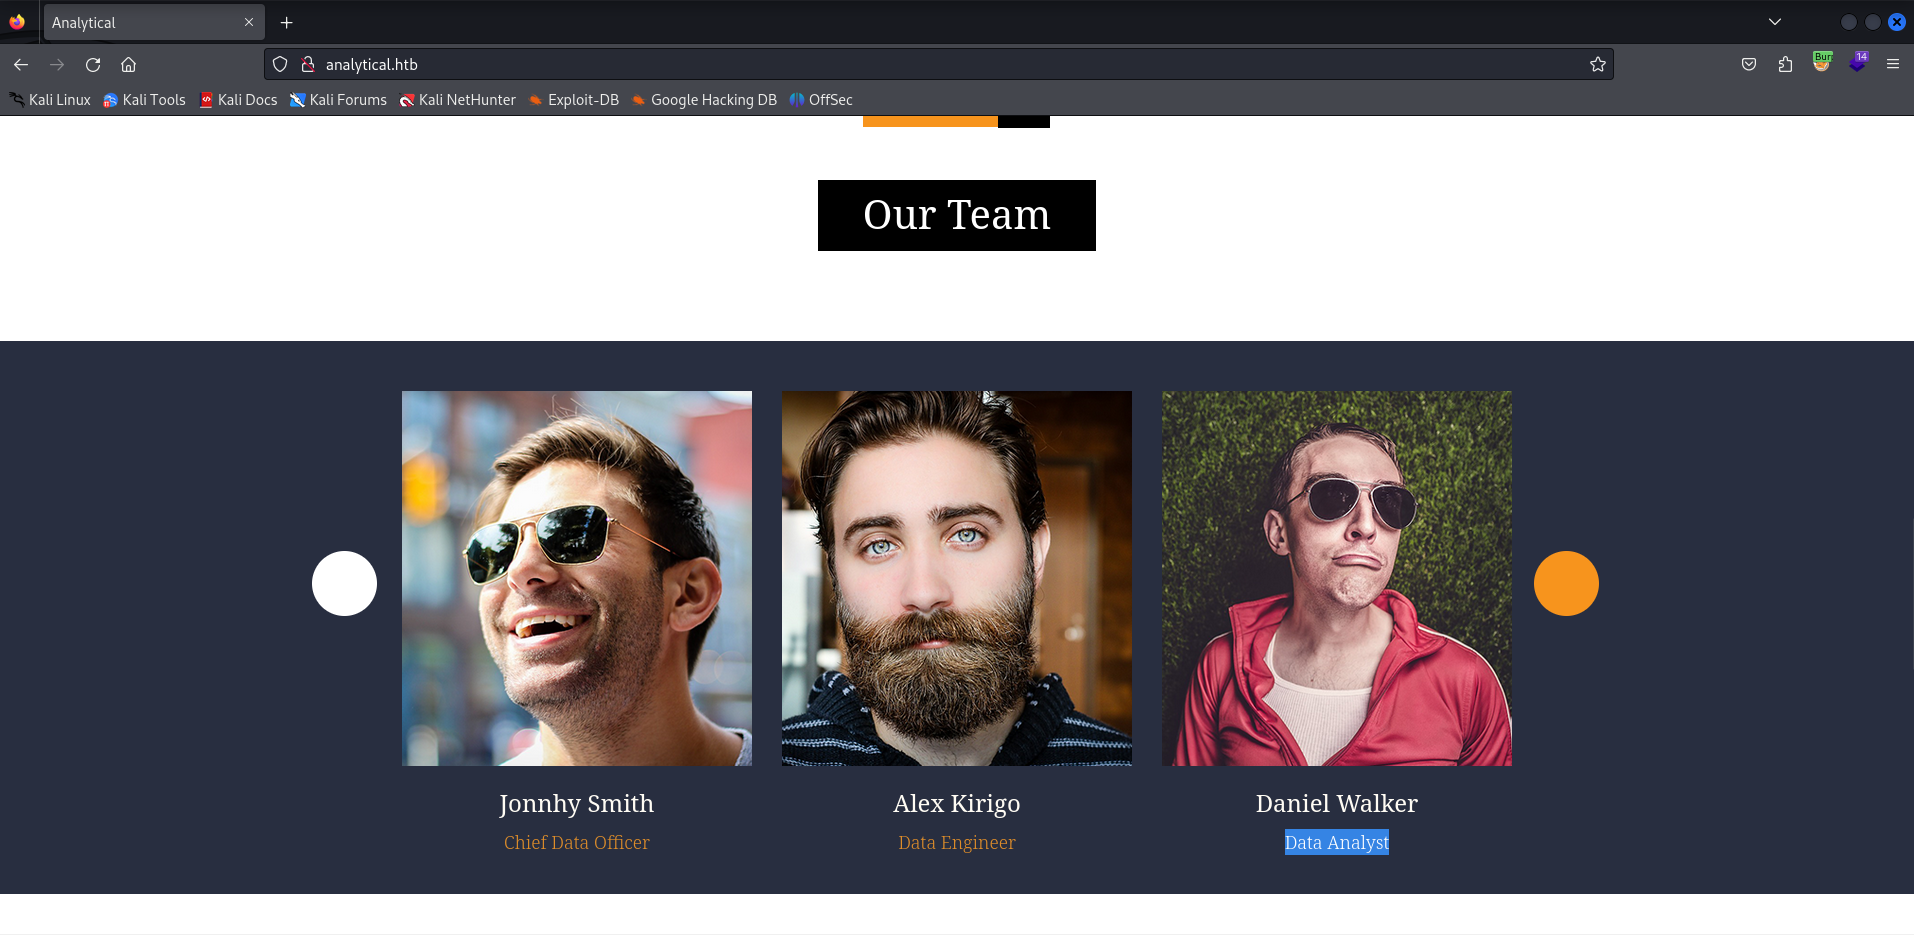 Analytical
analytical.htb
Burp
14
Kali Linux Kali Tools Kali Docs Kali Forums Kali NetHunter Exploit-DB Google Hacking DB OffSec
Our Team
Jonnhy Smith Alex Kirigo Daniel Walker
Chief Data Officer Data Engineer Data Analyst